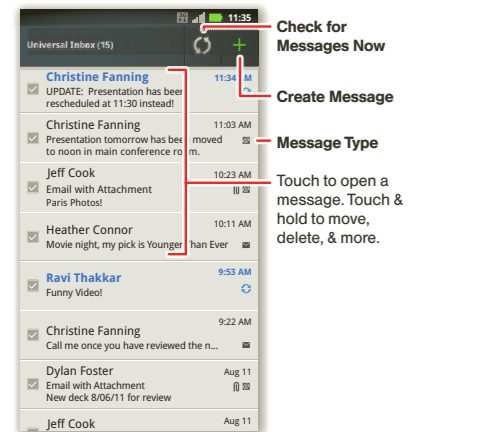 11:35
Universal Inbox (15)
Christine Fanning
11:34 AM
UPDATE: Presentation has been
rescheduled at 11:30 instead!
Christine Fanning
11:03 AM
Presentation tomorrow has been moved
to noon in main conference room.
Jeff Cook
10:23 AM
Email with Attachment
Paris Photos!
Heather Connor
10:11 AM
Movie night, my pick is Younger Than Ever
Ravi Thakkar
9:53 AM
Funny Video!
Christine Fanning
9:22 AM
Call me once you have reviewed the n...
Dylan Foster
Aug 11
Email with Attachment
New deck 8/06/11 for review
Jeff Cook
Aug 11
Check for
Messages Now
Create Message
Message Type
Touch to open a
message. Touch &
hold to move,
delete, & more.